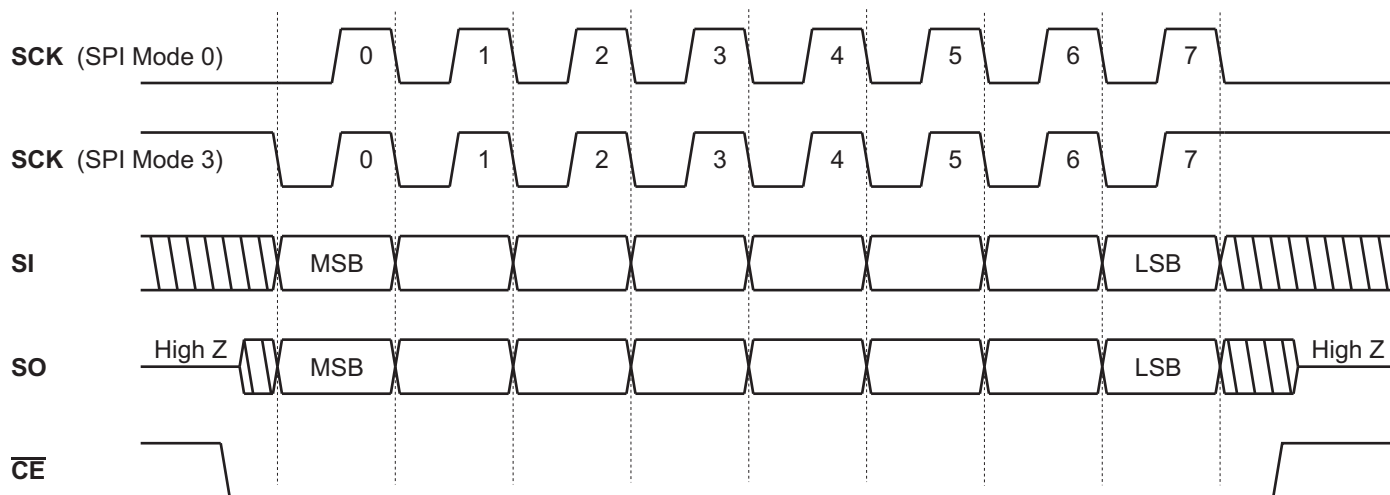 SCK (SPI Mode 0) 0 1 2 3 4 5 6 7
SCK (SPI Mode 3) 0 1 2 3 4 5 6 7
SI MSB LSB
High Z High Z
SO MSB LSB
CE